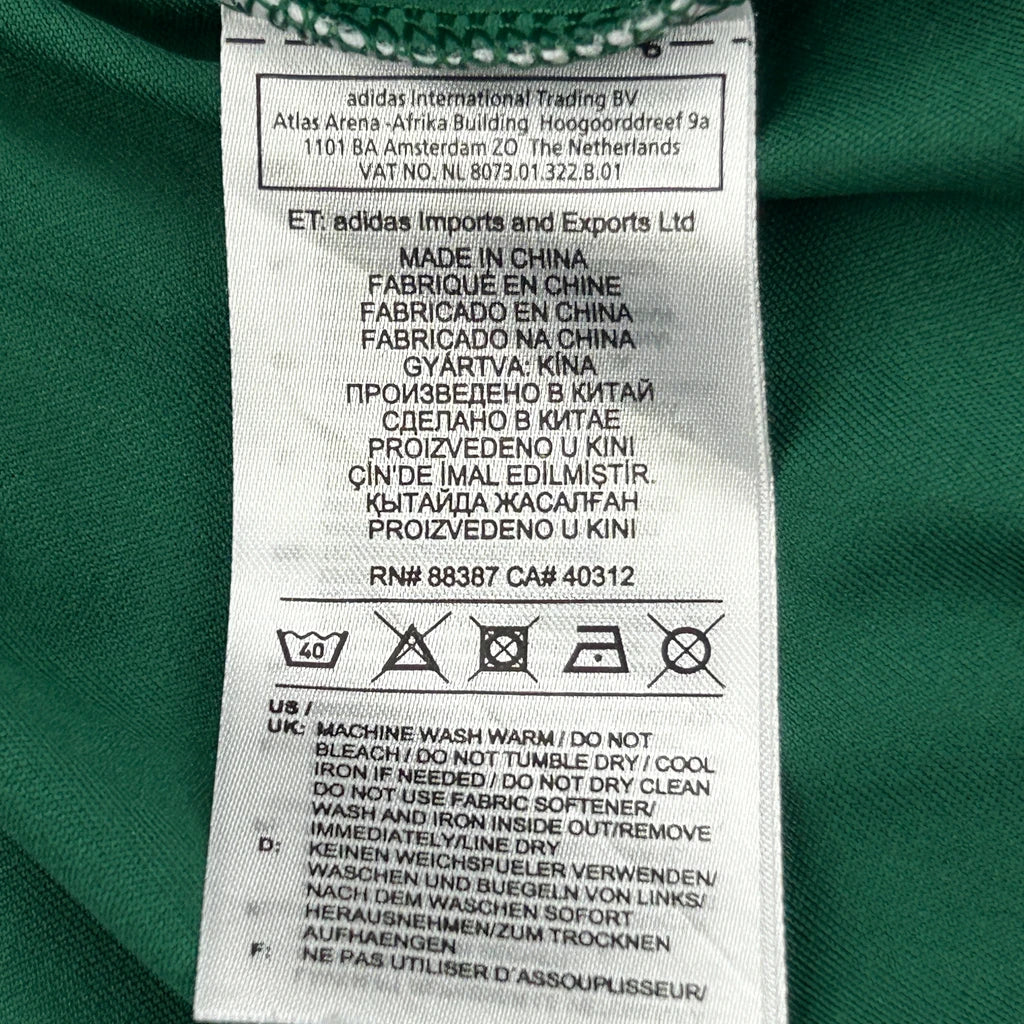 adidas International Trading BV
Atlas Arena -Afrika Building Hoogoorddreef 9a
1101 BA Amsterdam ZO The Netherlands
VAT NO. NL 8073.01.322.B.01
ET: adidas Imports and Exports Ltd
MADE IN CHINA
FABRIQUÉ EN CHINE
FABRICADO EN CHINA
FABRICADO NA CHINA
GYÁRTVA: KÍNA
ПРОИЗВЕДЕНО В КИТАЙ
СДЕЛАНО В КИТАЕ
PROIZVEDENO U KINI
ÇİN'DE İMAL EDİLMİŞTİR.
ҚЫТАЙДА ЖАСАЛҒАН
PROIZVEDENO U KINI
RN# 88387 CA# 40312
40
US /
UK: MACHINE WASH WARM / DO NOT
BLEACH / DO NOT TUMBLE DRY / COOL
IRON IF NEEDED / DO NOT DRY CLEAN
DO NOT USE FABRIC SOFTENER/
WASH AND IRON INSIDE OUT/REMOVE
IMMEDIATELY/LINE DRY
D: KEINEN WEICHSPUELER VERWENDEN/
WASCHEN UND BUEGELN VON LINKS/
NACH DEM WASCHEN SOFORT
HERAUSNEHMEN/ZUM TROCKNEN
AUFHAENGEN
F: NE PAS UTILISER D'ASSOUPLISSEUR/